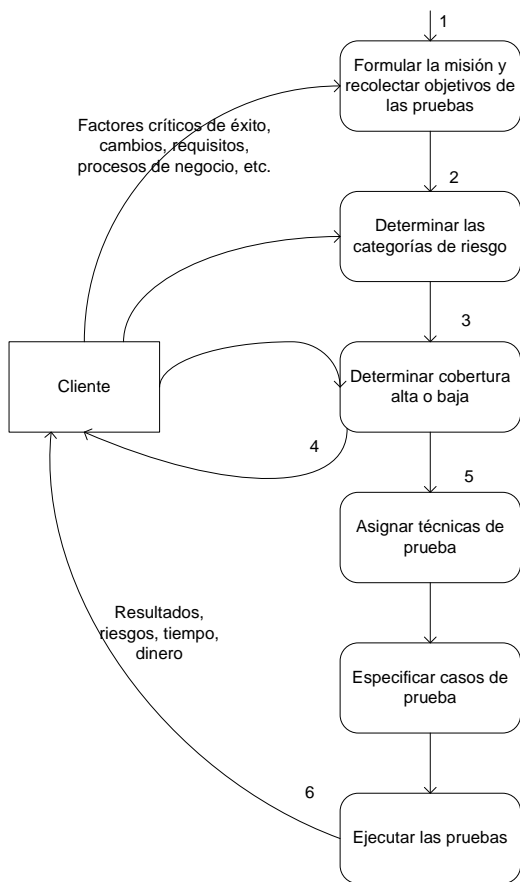 1
Formular la misión y
recolectar objetivos de
las pruebas
Factores críticos de éxito,
cambios, requisitos,
procesos de negocio, etc.
2
Determinar las
categorías de riesgo
3
Cliente
Determinar cobertura
alta o baja
4
5
Asignar técnicas de
prueba
Resultados,
riesgos, tiempo,
dinero
Especificar casos de
prueba
6
Ejecutar las pruebas